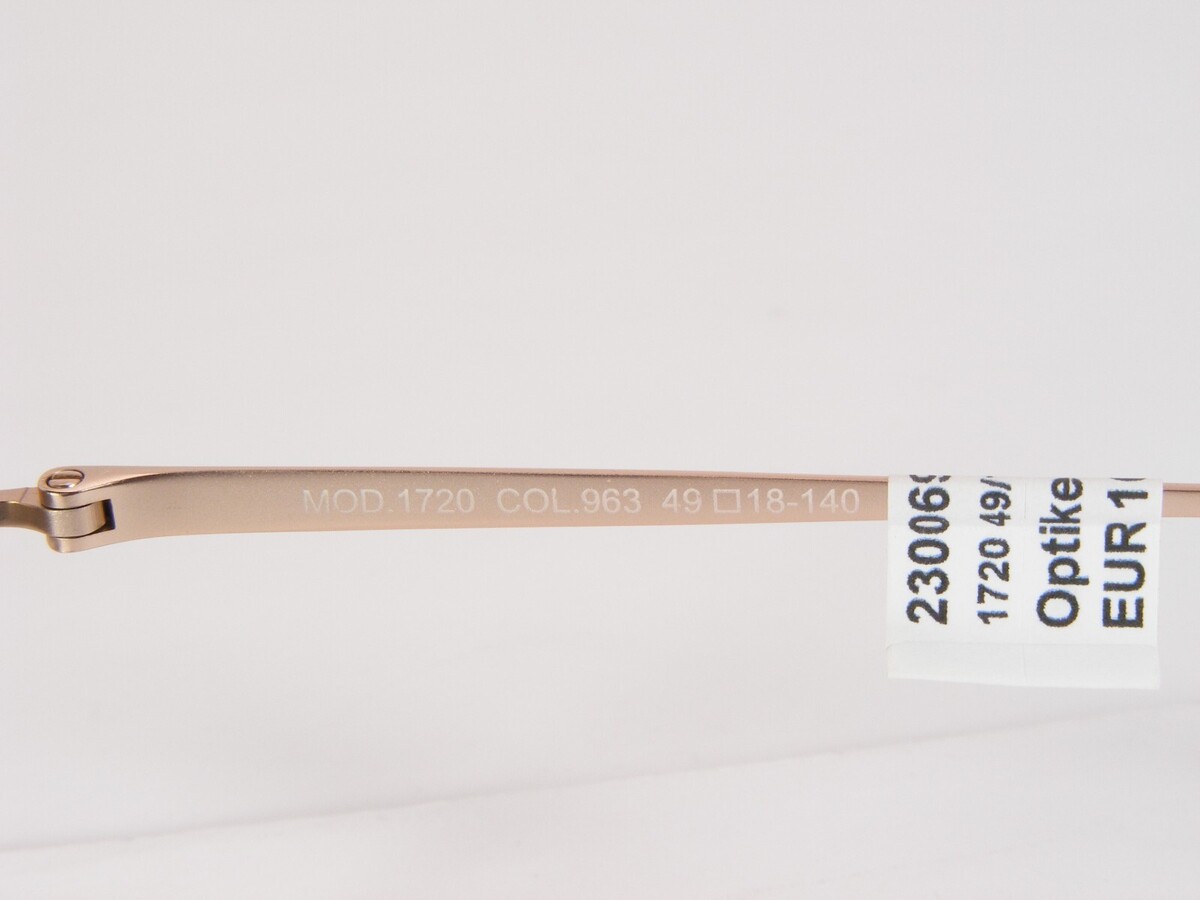 MOD.1720 COL.963 49□18-140
23006
1720 49/
Optike
EUR 1